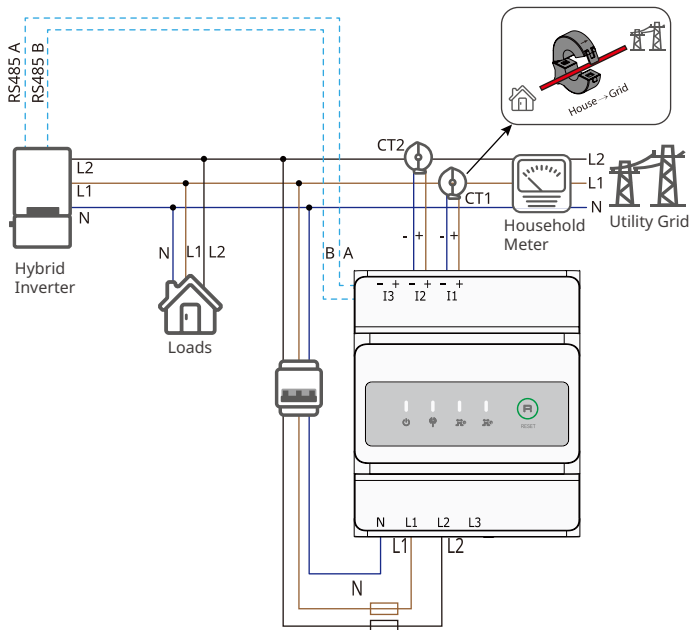 RS485 A
RS485 B
House→Grid
CT2
L2
L2
L1
L1
CT1
N
N
Household
Meter
Utility Grid
N
L1
L2
B
A
- +
- +
Hybrid
Inverter
- + - + - +
I3 I2 I1
Loads
RESET
N L1 L2 L3
L1
L2
N